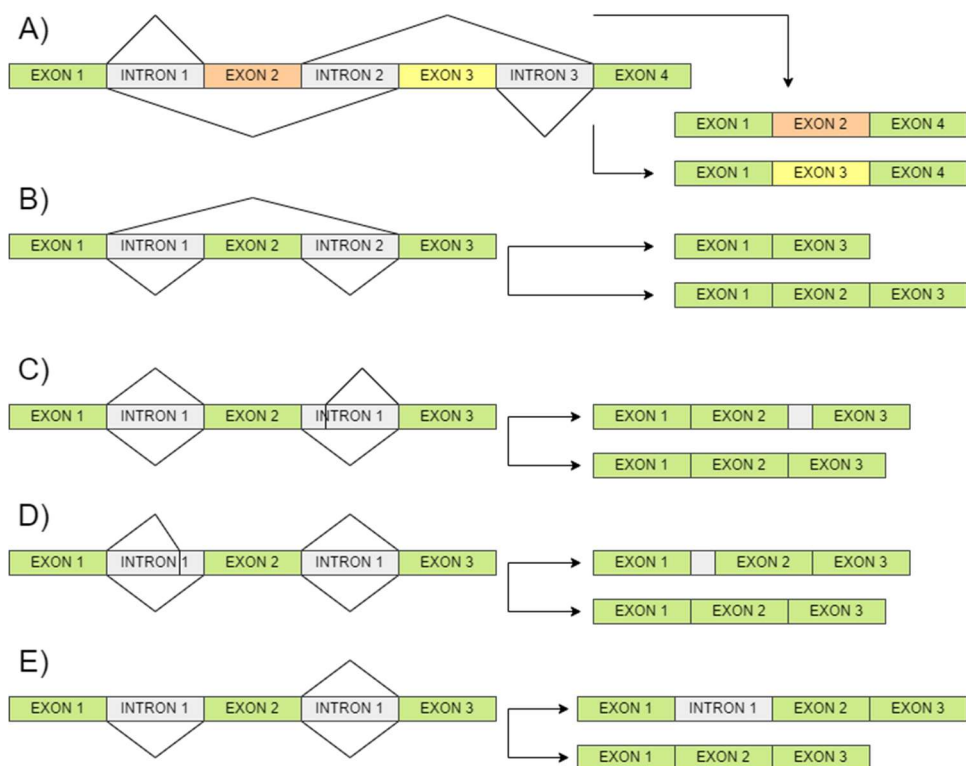 A)
EXON 1 INTRON 1 EXON 2 INTRON 2 EXON 3 INTRON 3 EXON 4
EXON 1 EXON 2 EXON 4
EXON 1 EXON 3 EXON 4
B)
EXON 1 INTRON 1 EXON 2 INTRON 2 EXON 3
EXON 1 EXON 3
EXON 1 EXON 2 EXON 3
C)
EXON 1 INTRON 1 EXON 2 INTRON 1 EXON 3
EXON 1 EXON 2 EXON 3
EXON 1 EXON 2 EXON 3
D)
EXON 1 INTRON 1 EXON 2 INTRON 1 EXON 3
EXON 1 EXON 2 EXON 3
EXON 1 EXON 2 EXON 3
E)
EXON 1 INTRON 1 EXON 2 INTRON 1 EXON 3
EXON 1 INTRON 1 EXON 2 EXON 3
EXON 1 EXON 2 EXON 3